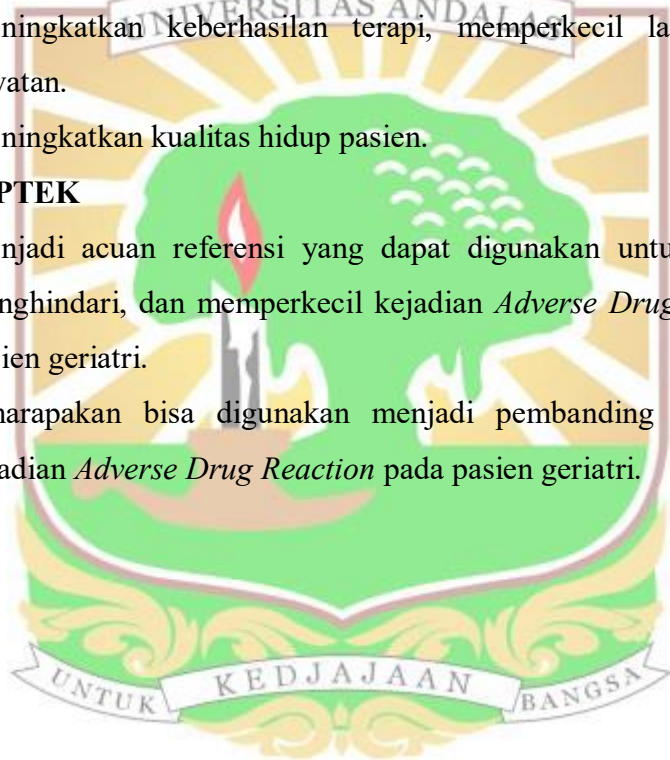 UNIVERSITAS ANDALAS
ningkatkan keberhasilan terapi, memperkecil la
vatan.
ningkatkan kualitas hidup pasien.
PTEK
njadi acuan referensi yang dapat digunakan untu
nghindari, dan memperkecil kejadian Adverse Drug
ien geriatri.
harapakan bisa digunakan menjadi pembanding
adian Adverse Drug Reaction pada pasien geriatri.
UNTUK KEDJAJAAN BANGSA